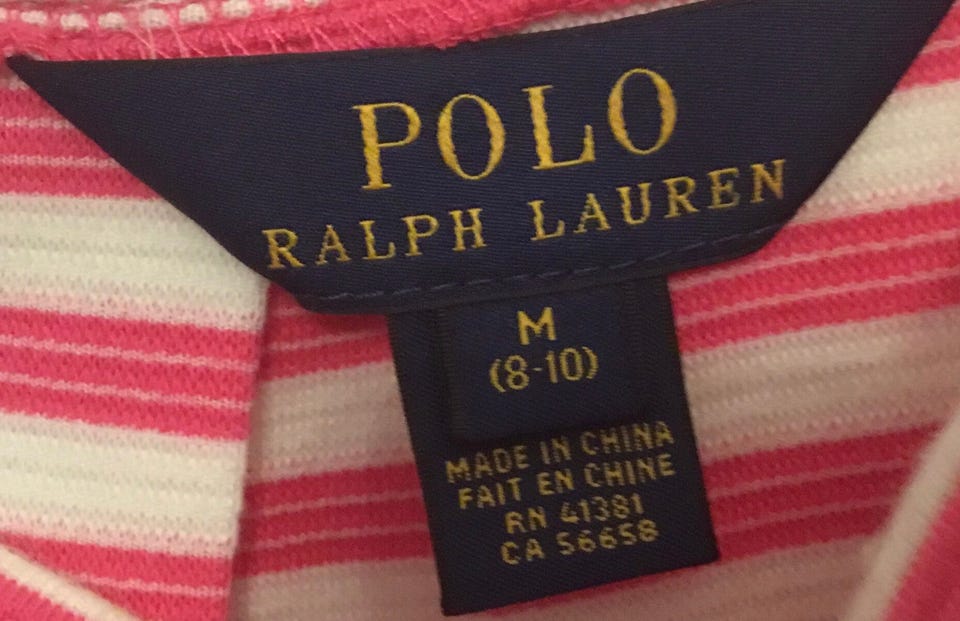 POLO
RALPH LAUREN
M
(8-10)
MADE IN CHINA
FAIT EN CHINE
RN 41381
CA 56658